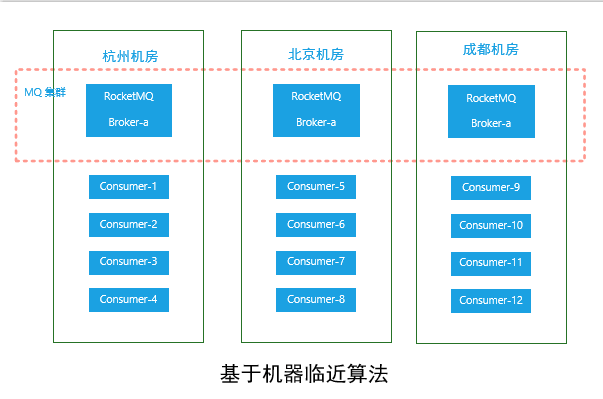 杭州机房
北京机房
成都机房
MQ 集群
RocketMQ
Broker-a
RocketMQ
Broker-a
RocketMQ
Broker-a
Consumer-1
Consumer-5
Consumer-9
Consumer-2
Consumer-6
Consumer-10
Consumer-3
Consumer-7
Consumer-11
Consumer-4
Consumer-8
Consumer-12
基于机器临近算法